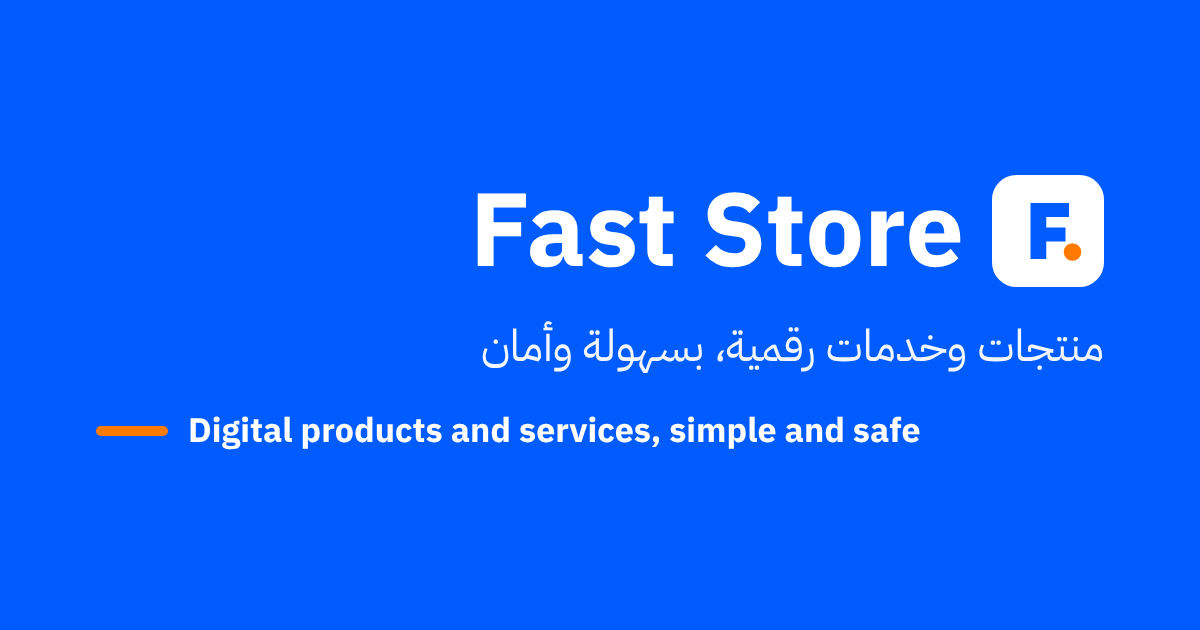 Fast Store F.
منتجات وخدمات رقمية، بسهولة وأمان
Digital products and services, simple and safe